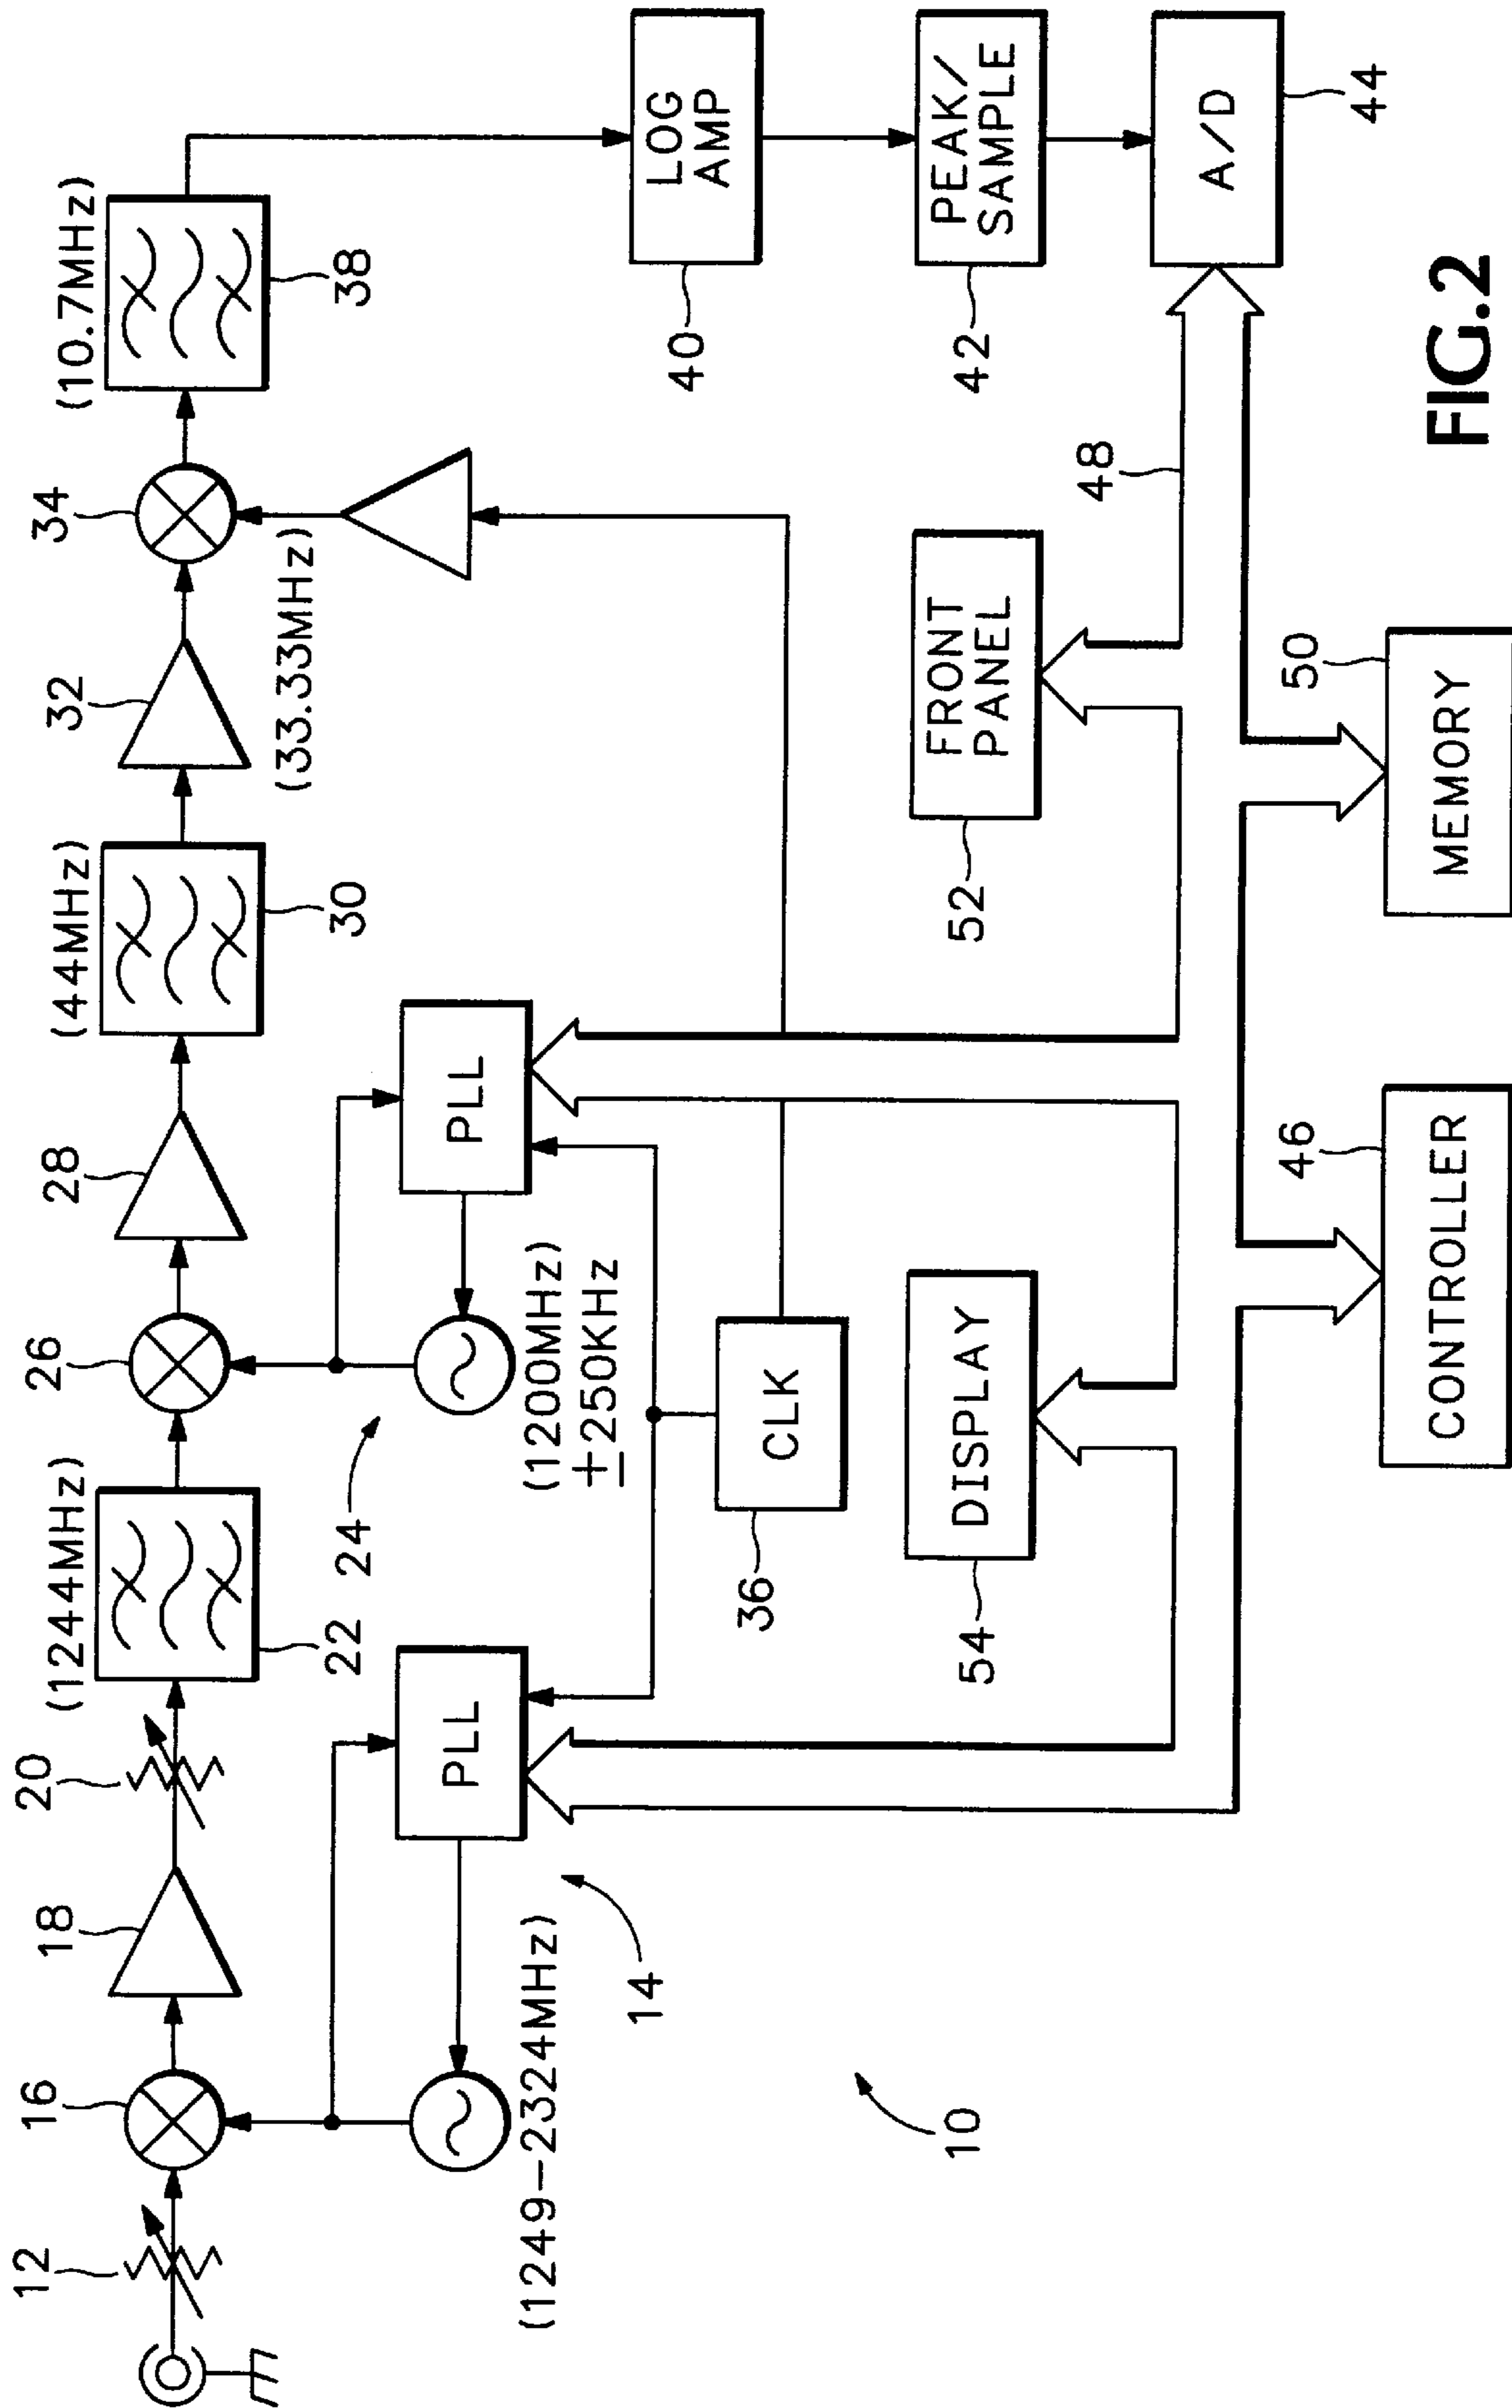 12
16
18
20
(1244MHz)
22
26
28
(44MHz)
30
32
34
(10.7MHz)
38
(33.33MHz)
(1249-2324MHz)
14
PLL
24
(1200MHz)
±250KHz
PLL
LOG
AMP
40
10
36
CLK
54
DISPLAY
52
FRONT
PANEL
PEAK/
SAMPLE
42
48
A/D
44
46
CONTROLLER
50
MEMORY
FIG.2